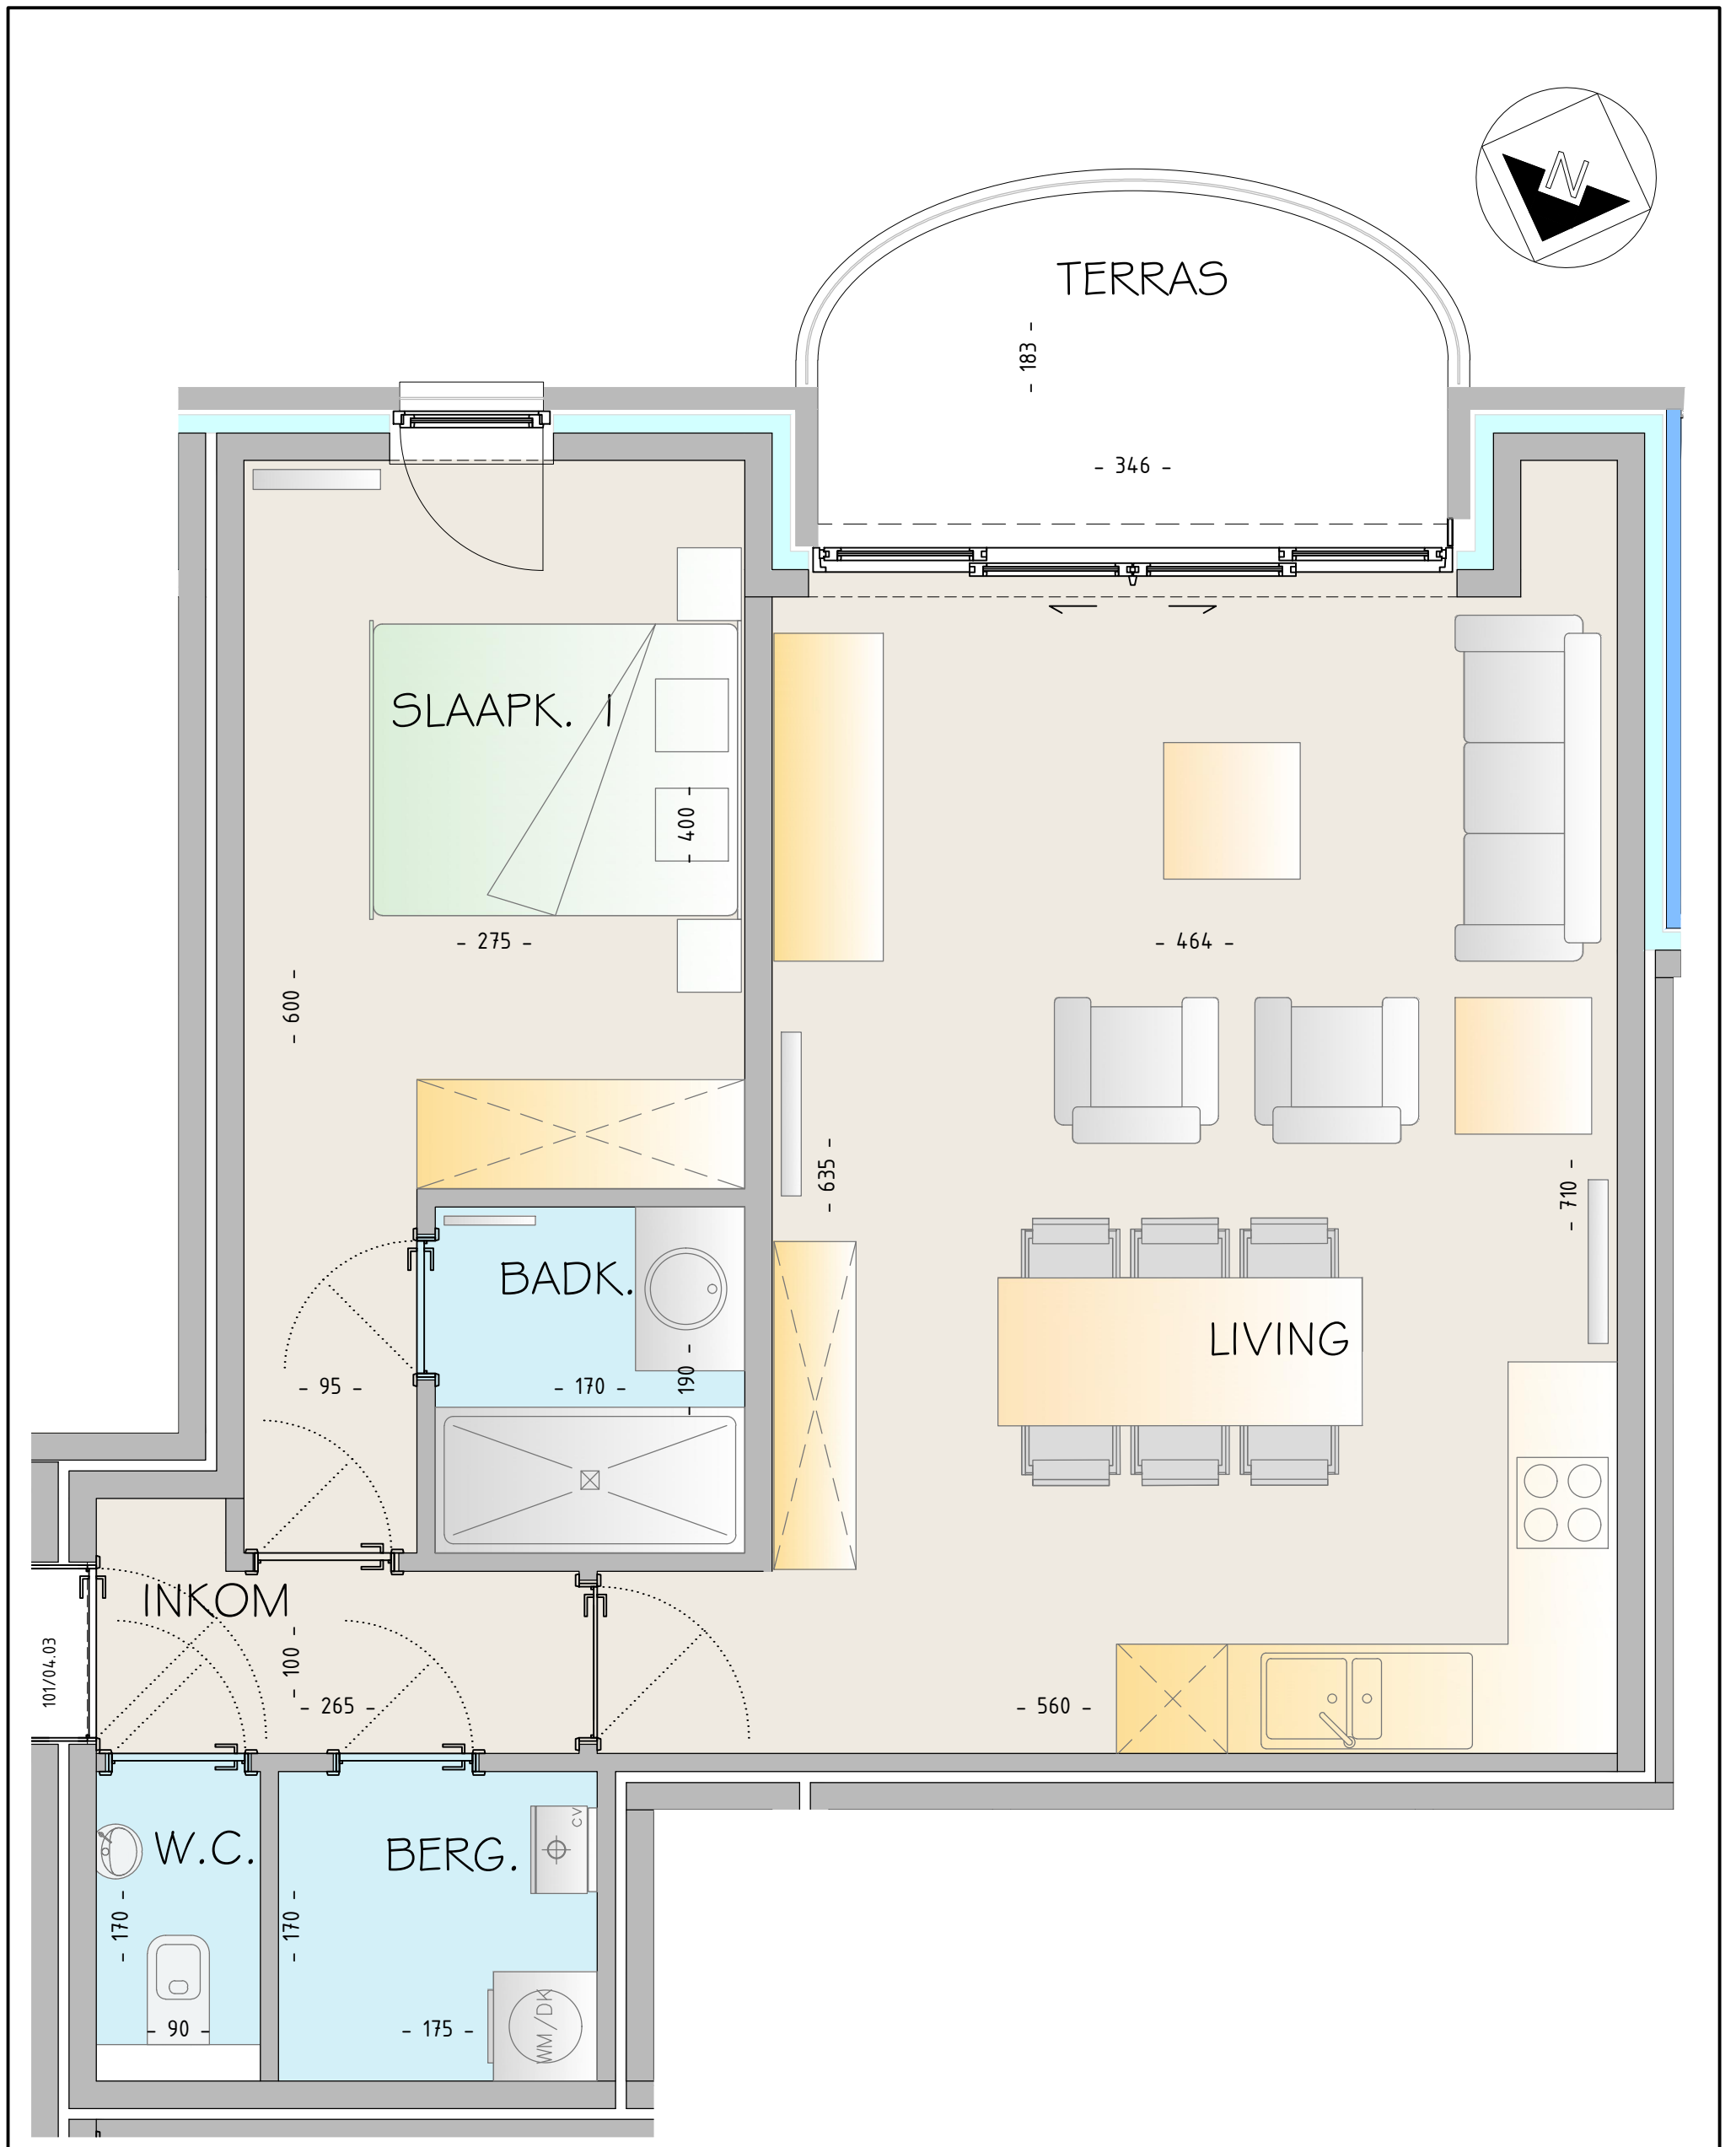 N
TERRAS
- 183 -
- 346 -
SLAAPK. 1
- 400 -
- 275 -
- 464 -
- 600 -
- 635 -
- 710 -
BADK.
LIVING
- 95 -
- 170 -
- 190 -
INKOM
- 100 -
101/04.03
- 265 -
- 560 -
CV
W.C.
BERG.
- 170 -
- 170 -
- 90 -
- 175 -
WM/DK